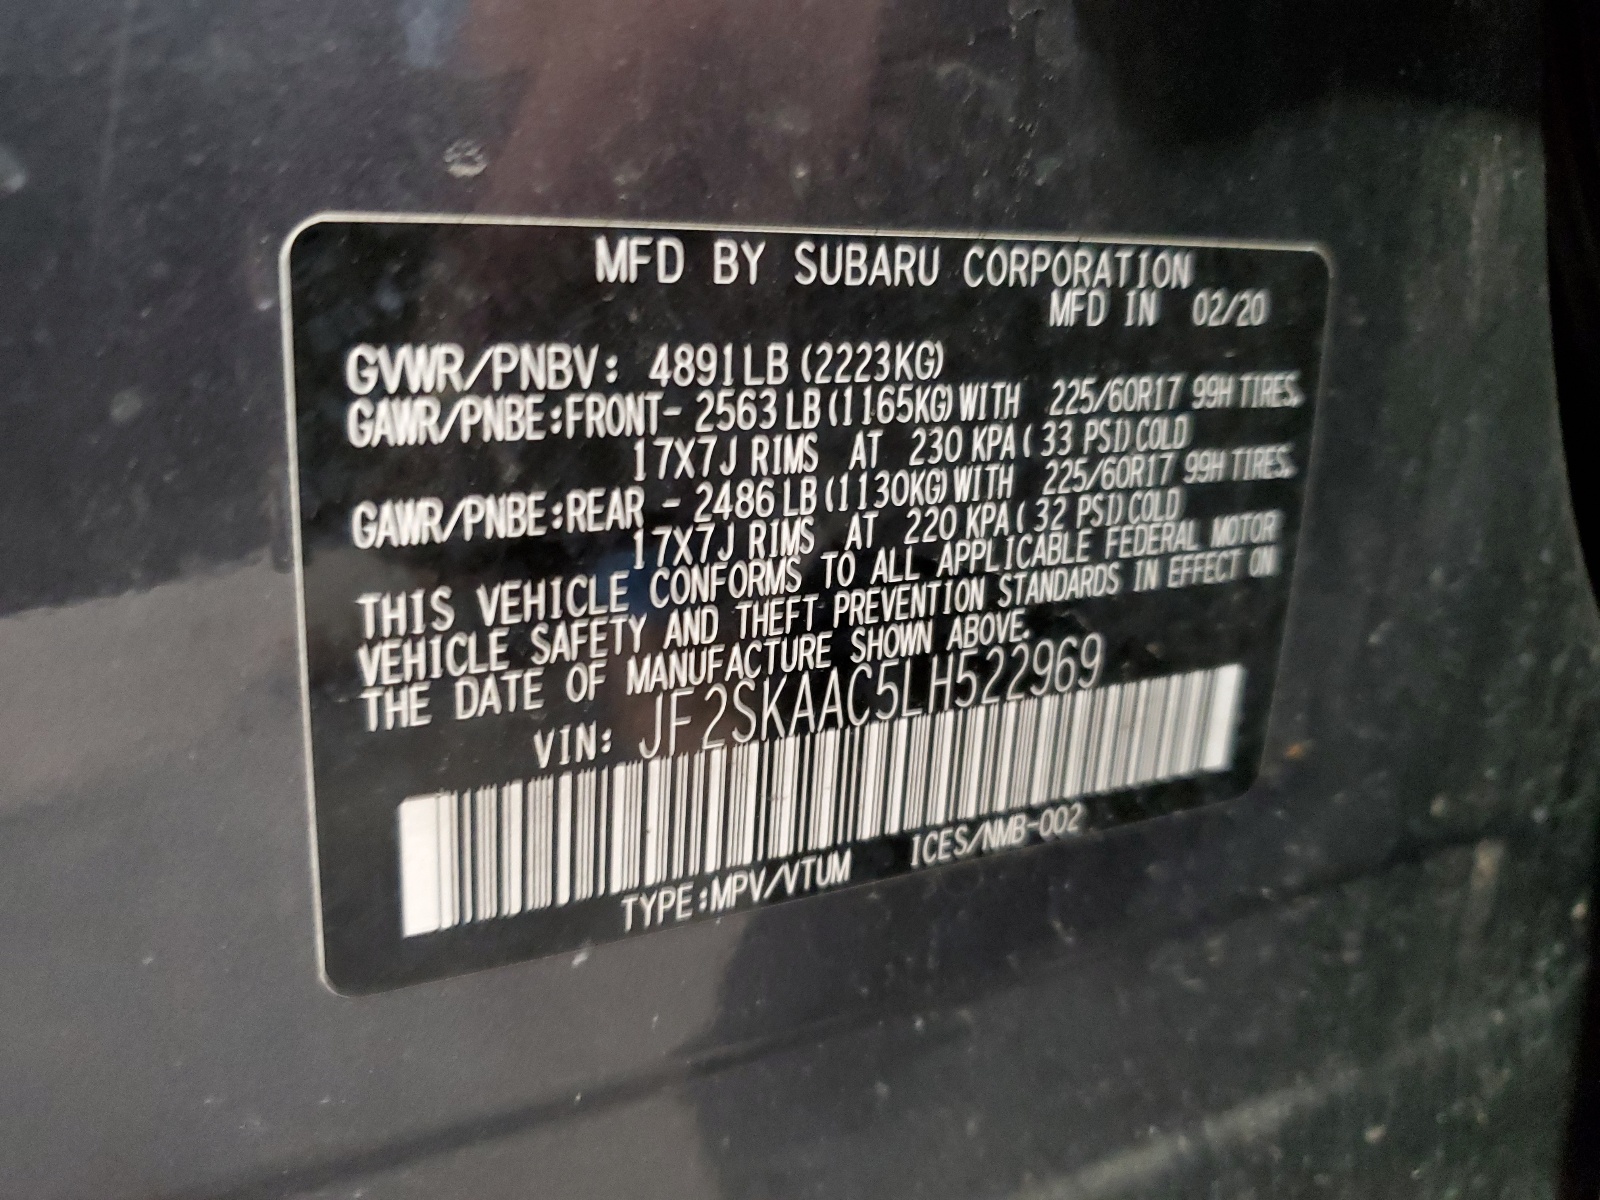 MFD BY SUBARU CORPORATION
MFD IN 02/20
GVWR/PNBV: 4891LB (2223KG)
GAWR/PNBE:FRONT- 2563LB(1165KG)WITH 225/60R17 99H TIRES,
17X7J RIMS AT 230 KPA(33 PSI)COLD
GAWR/PNBE:REAR - 2486LB(1130KG)WITH 225/60R17 99H TIRES,
17X7J RIMS AT 220 KPA(32 PSI)COLD
THIS VEHICLE CONFORMS TO ALL APPLICABLE FEDERAL MOTOR
VEHICLE SAFETY AND THEFT PREVENTION STANDARDS IN EFFECT ON
THE DATE OF MANUFACTURE SHOWN ABOVE.
VIN: JF2SKAAC5LH522969
TYPE:MPV/VTUM ICES/NMB-002